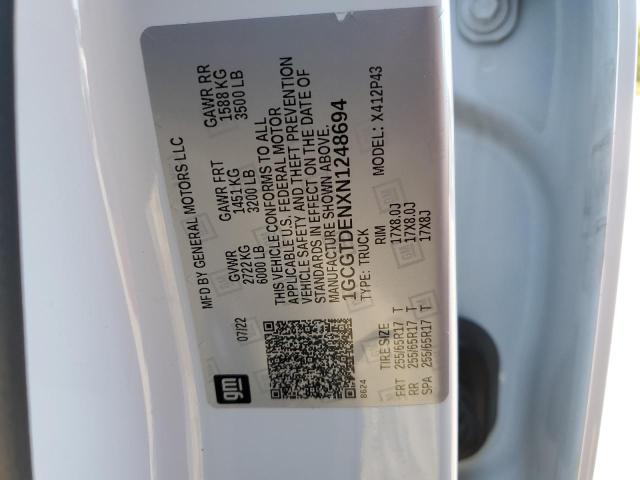 gm
07/22
MFD BY GENERAL MOTORS LLC
GVWR GAWR FRT GAWR RR
2722 KG 1451 KG 1588 KG
6000 LB 3200 LB 3500 LB
THIS VEHICLE CONFORMS TO ALL
APPLICABLE U.S. FEDERAL MOTOR
VEHICLE SAFETY AND THEFT PREVENTION
STANDARDS IN EFFECT ON THE DATE OF
MANUFACTURE SHOWN ABOVE.
1GCGTDENXN1248694
8624
TYPE: TRUCK MODEL: X412P43
TIRE SIZE RIM
FRT 255/65R17 T 17X8.0J
RR 255/65R17 T 17X8.0J
SPA 255/65R17 T 17X8J